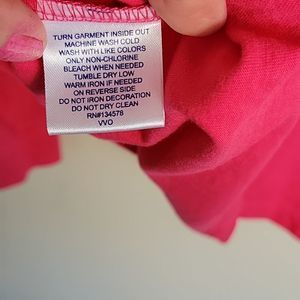 TURN GARMENT INSIDE OUT
MACHINE WASH COLD
WASH WITH LIKE COLORS
ONLY NON-CHLORINE
BLEACH WHEN NEEDED
TUMBLE DRY LOW
WARM IRON IF NEEDED
ON REVERSE SIDE
DO NOT IRON DECORATION
DO NOT DRY CLEAN
RN#134578
VVO